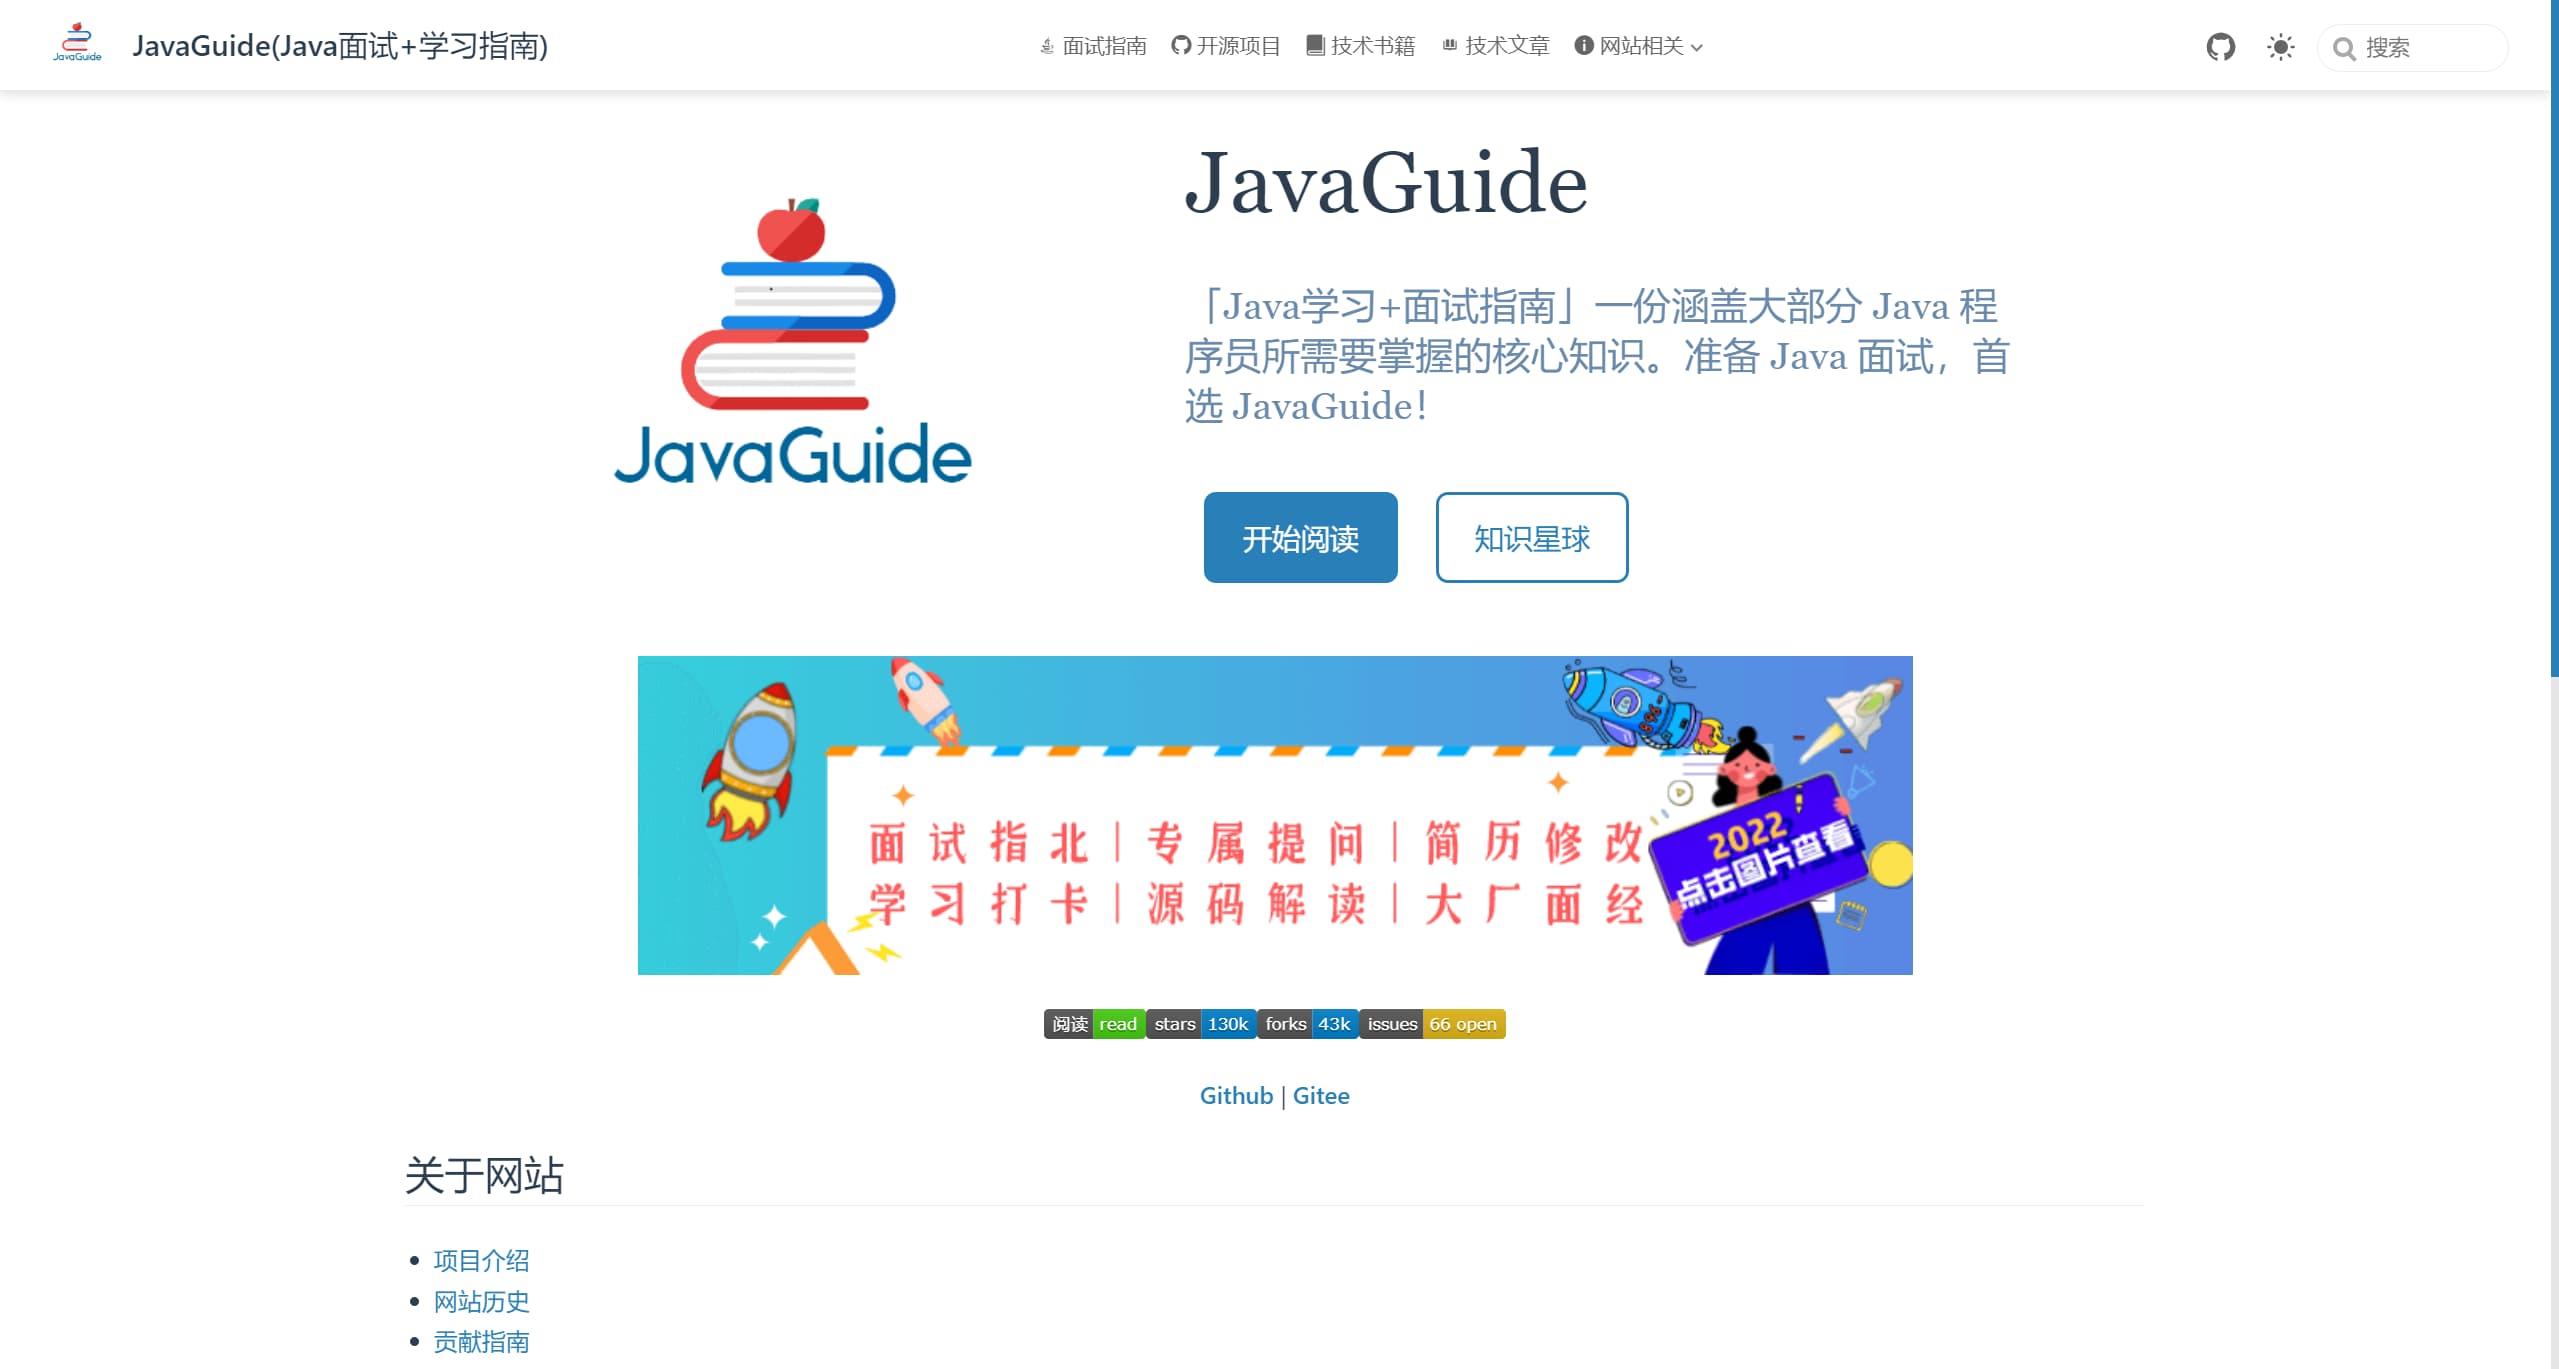 JavaGuide
JavaGuide(Java面试+学习指南)
面试指南 开源项目 技术书籍 技术文章 网站相关
搜索
JavaGuide
JavaGuide
「Java学习+面试指南」一份涵盖大部分 Java 程
序员所需要掌握的核心知识。准备 Java 面试，首
选 JavaGuide！
开始阅读 知识星球
996
面试指北|专属提问|简历修改
学习打卡|源码解读|大厂面经
2022
点击图片查看
阅读 read stars 130k forks 43k issues 66 open
Github | Gitee
关于网站
项目介绍
网站历史
贡献指南